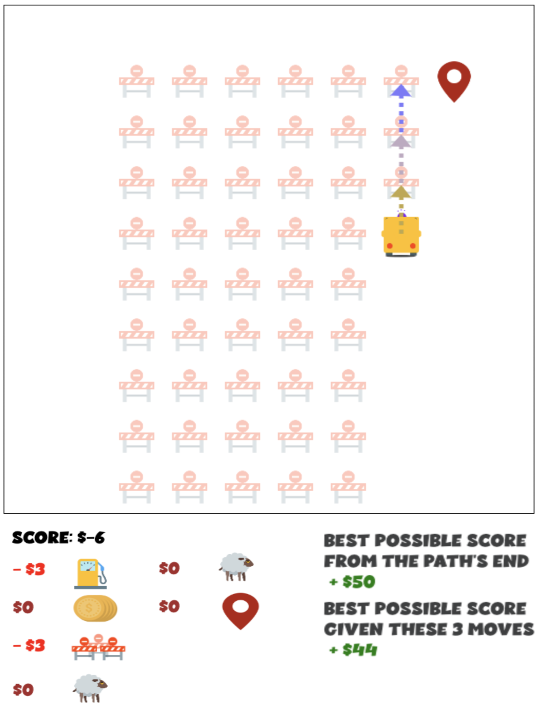 SCORE: $-6
- $3
$0
$0
$0
- $3
$0
BEST POSSIBLE SCORE
FROM THE PATH'S END
+ $50
BEST POSSIBLE SCORE
GIVEN THESE 3 MOVES
+ $44